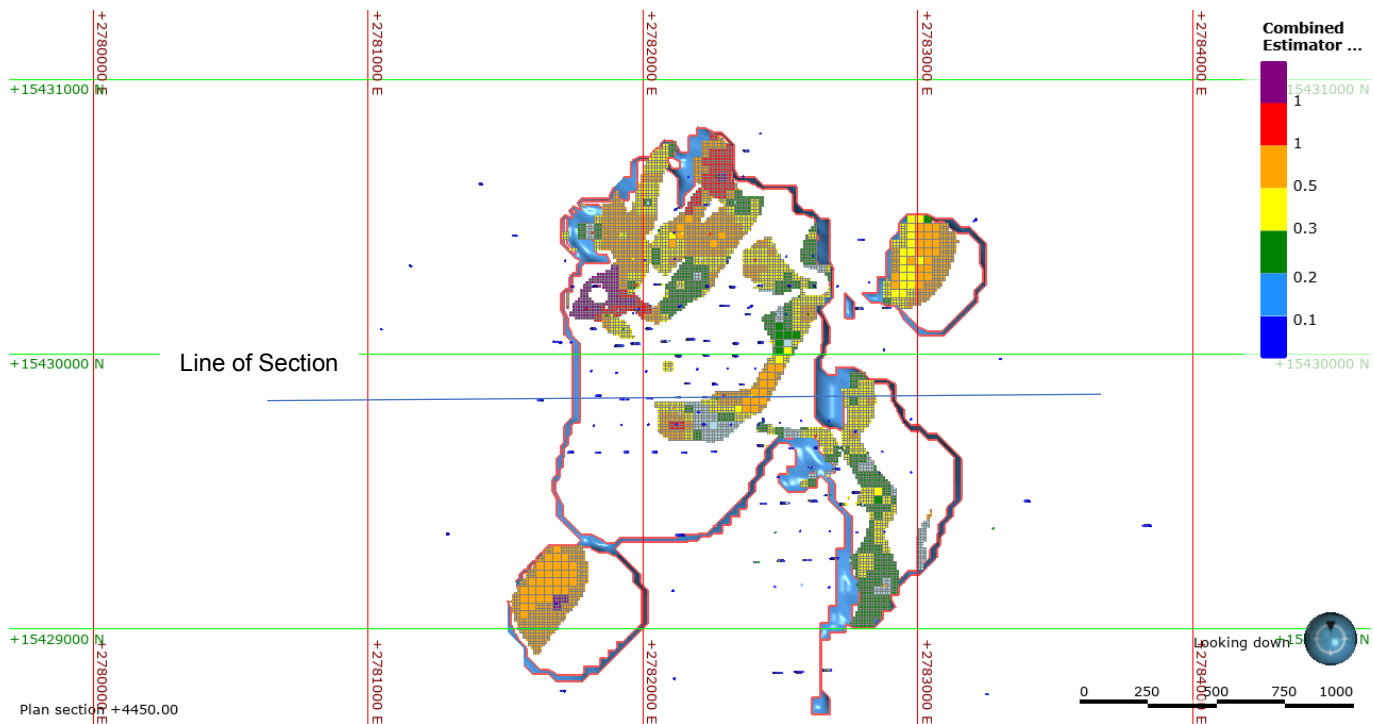 +2780000 E
+2781000 E
+2782000 E
+2783000 E
+2784000 E
Combined
Estimator ...
1
1
0.5
0.3
0.2
0.1
+15431000 N
+15431000 N
+15430000 N
+15430000 N
Line of Section
+15429000 N
Looking down
+2780000 E
+2781000 E
+2782000 E
+2783000 E
+2784000 E
Plan section +4450.00
0 250 500 750 1000